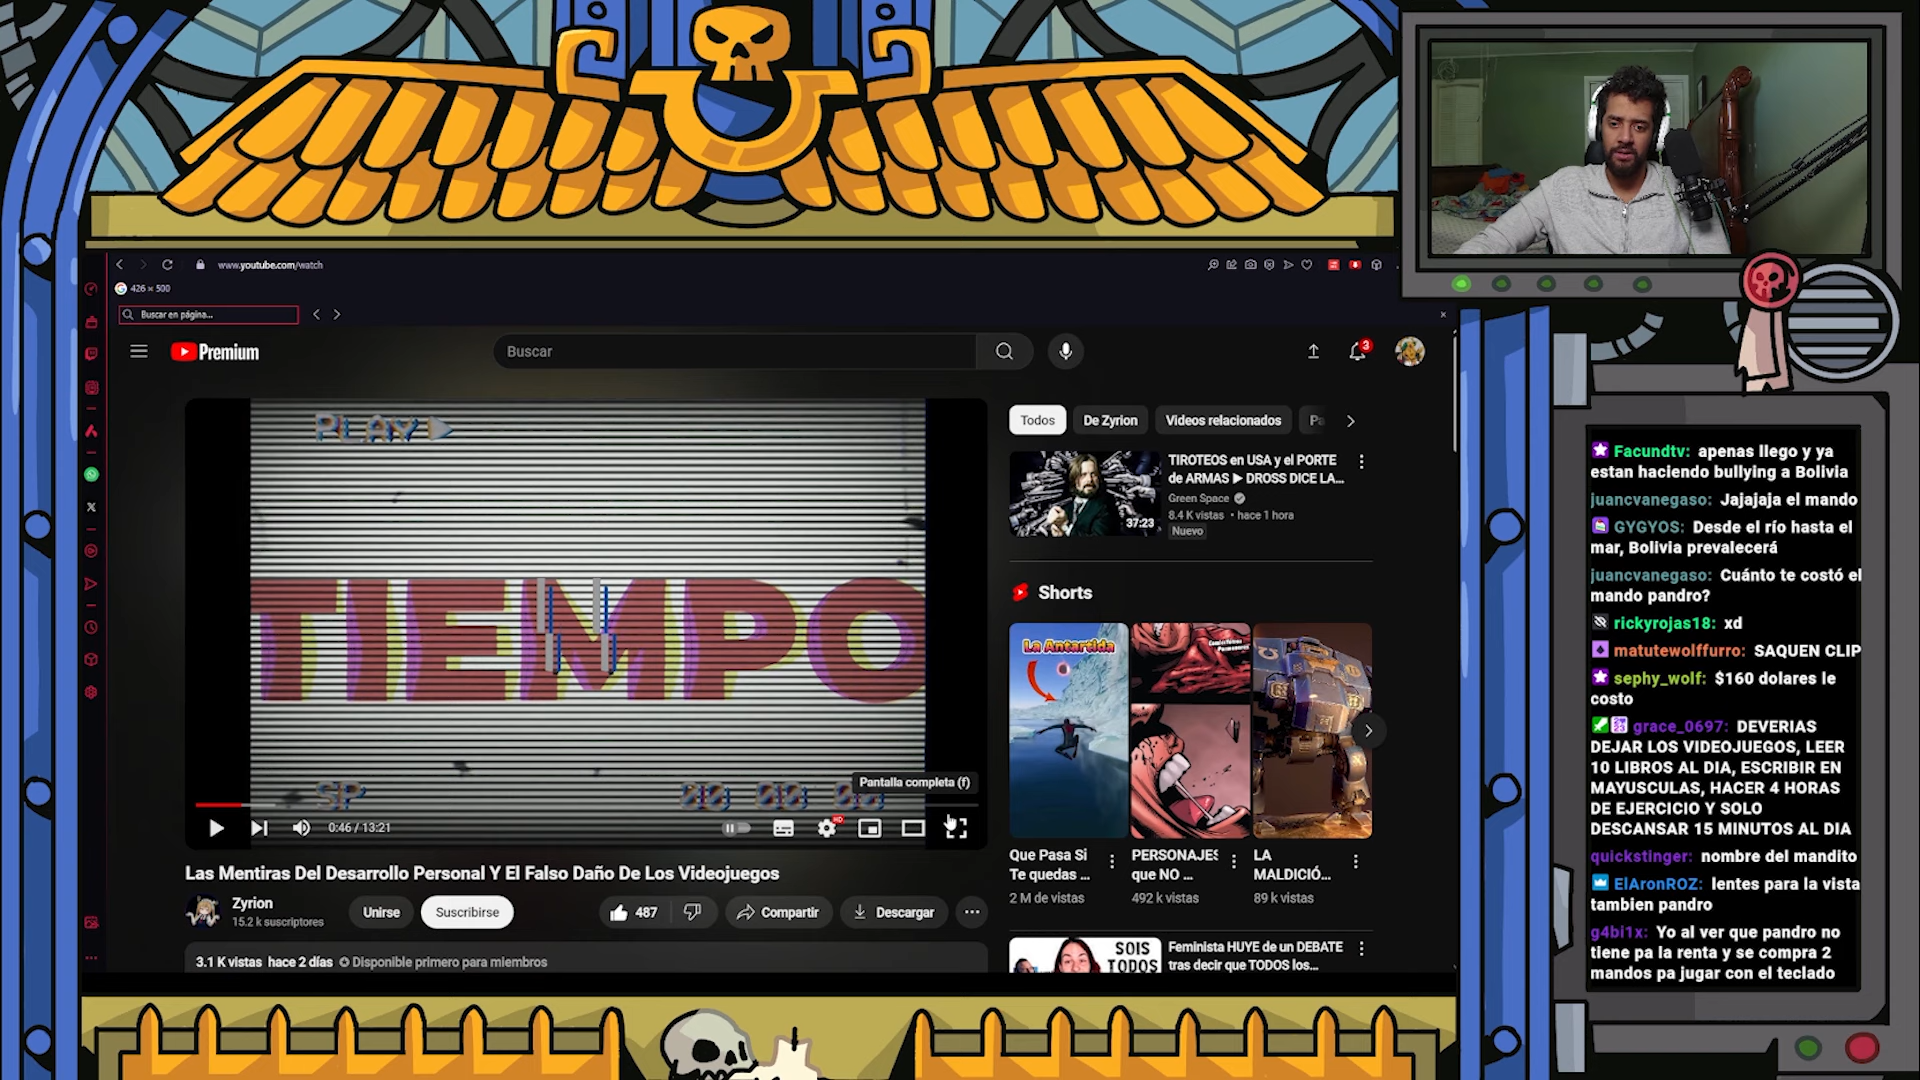 www.youtube.com/watch
426 × 500
Buscar en página...
Premium
Buscar
3
PLAY
TIEMPO
SP
Pantalla completa (f)
HD
0:46 / 13:21
Las Mentiras Del Desarrollo Personal Y El Falso Daño De Los Videojuegos
Zyrion
15.2 k suscriptores
Unirse
Suscribirse
487
Compartir
Descargar
3.1 K vistas hace 2 días
Disponible primero para miembros
Todos
De Zyrion
Videos relacionados
Pa
TIROTEOS en USA y el PORTE
de ARMAS ▶ DROSS DICE LA...
Green Space
8.4 K vistas • hace 1 hora
Nuevo
37:23
Shorts
La Antartida
Que Pasa Si
Te quedas ...
2 M de vistas
PERSONAJES
que NO ...
492 k vistas
LA
MALDICIÓ...
89 k vistas
SOIS
TODOS
Feminista HUYE de un DEBATE
tras decir que TODOS los...
Facundtv: apenas llego y ya
estan haciendo bullying a Bolivia
juancvanegaso: Jajajaja el mando
GYGYOS: Desde el río hasta el
mar, Bolivia prevalecerá
juancvanegaso: Cuánto te costó el
mando pandro?
rickyrojas18: xd
matutewolffurro: SAQUEN CLIP
sephy_wolf: $160 dolares le
costo
grace_0697: DEVERIAS
DEJAR LOS VIDEOJUEGOS, LEER
10 LIBROS AL DIA, ESCRIBIR EN
MAYUSCULAS, HACER 4 HORAS
DE EJERCICIO Y SOLO
DESCANSAR 15 MINUTOS AL DIA
quickstinger: nombre del mandito
ElAronROZ: lentes para la vista
tambien pandro
g4bi1x: Yo al ver que pandro no
tiene pa la renta y se compra 2
mandos pa jugar con el teclado